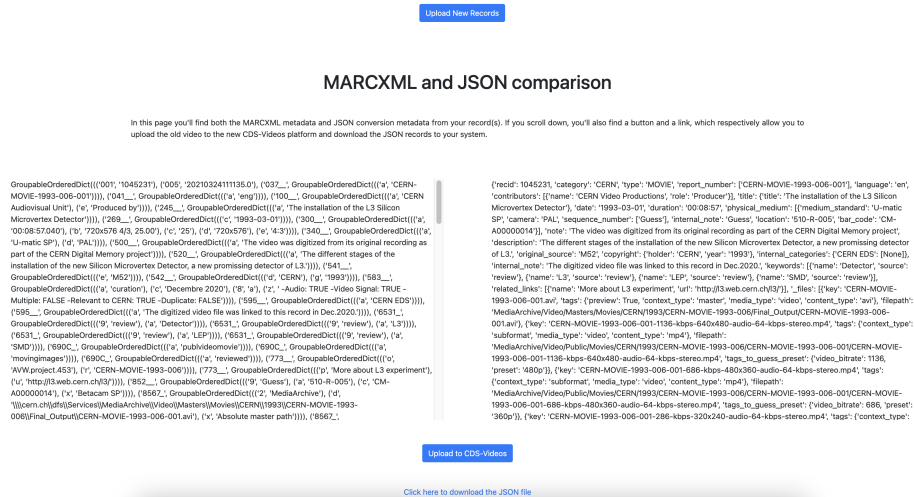 Upload New Records
MARCXML and JSON comparison
In this page you'll find both the MARCXML metadata and JSON conversion metadata from your record(s). If you scroll down, you'll also find a button and a link, which respectively allow you to
upload the old video to the new CDS-Videos platform and download the JSON records to your system.
GroupableOrderedDict((('001', '1045231'), ('005', '20210324111135.0'), ('037__', GroupableOrderedDict((('a', 'CERN-
MOVIE-1993-006-001'))), ('041__', GroupableOrderedDict((('a', 'eng'))), ('100__', GroupableOrderedDict((('a', 'CERN
Audiovisual Unit'), ('e', 'Produced by')))), ('245__', GroupableOrderedDict((('a', 'The installation of the L3 Silicon
Microvertex Detector')))), ('269__', GroupableOrderedDict((('c', '1993-03-01')))), ('300__', GroupableOrderedDict((('a',
'00:08:57.040'), ('b', '720x576 4/3, 25.00'), ('c', '25'), ('d', '720x576'), ('e', '4:3')))), ('340__', GroupableOrderedDict((('a',
'U-matic SP'), ('d', 'PAL')))), ('500__', GroupableOrderedDict((('a', 'The video was digitized from its original recording as
part of the CERN Digital Memory project')))), ('520__', GroupableOrderedDict((('a', 'The different stages of the
installation of the new Silicon Microvertex Detector, a new promissing detector of L3.')))), ('541__',
GroupableOrderedDict((('e', 'M52')))), ('542__', GroupableOrderedDict((('d', 'CERN'), ('g', '1993')))), ('583__',
GroupableOrderedDict((('a', 'curation'), ('c', 'Decembre 2020'), ('8', 'a'), ('z', ' -Audio: TRUE -Video Signal: TRUE -
Multiple: FALSE -Relevant to CERN: TRUE -Duplicate: FALSE')))), ('595__', GroupableOrderedDict((('a', 'CERN EDS')))),
('595__', GroupableOrderedDict((('a', 'The digitized video file was linked to this record in Dec.2020.')))), ('6531_',
GroupableOrderedDict((('9', 'review'), ('a', 'Detector')))), ('6531_', GroupableOrderedDict((('9', 'review'), ('a', 'L3')))),
('6531_', GroupableOrderedDict((('9', 'review'), ('a', 'LEP')))), ('6531_', GroupableOrderedDict((('9', 'review'), ('a',
'SMD')))), ('690C_', GroupableOrderedDict((('a', 'publvideomovie')))), ('690C_', GroupableOrderedDict((('a',
'movingimages')))), ('690C_', GroupableOrderedDict((('a', 'reviewed')))), ('773__', GroupableOrderedDict((('o',
'AVW.project.453'), ('r', 'CERN-MOVIE-1993-006')))), ('773__', GroupableOrderedDict((('p', 'More about L3 experiment'),
('u', 'http://l3.web.cern.ch/l3/')))), ('852__', GroupableOrderedDict((('9', 'Guess'), ('a', '510-R-005'), ('c', 'CM-
A00000014'), ('x', 'Betacam SP')))), ('8567_', GroupableOrderedDict((('2', 'MediaArchive'), ('d',
'\\\\cern.ch\\dfs\\Services\\MediaArchive\\Video\\Masters\\Movies\\CERN\\1993\\CERN-MOVIE-1993-
006\\Final_Output\\CERN-MOVIE-1993-006-001.avi'), ('x', 'Absolute master path')))), ('8567_',
{'recid': 1045231, 'category': 'CERN', 'type': 'MOVIE', 'report_number': ['CERN-MOVIE-1993-006-001'], 'language': 'en',
'contributors': [{'name': 'CERN Video Productions', 'role': 'Producer'}], 'title': {'title': 'The installation of the L3 Silicon
Microvertex Detector'}, 'date': '1993-03-01', 'duration': '00:08:57', 'physical_medium': [{'medium_standard': 'U-matic
SP', 'camera': 'PAL', 'sequence_number': ['Guess'], 'internal_note': 'Guess', 'location': '510-R-005', 'bar_code': 'CM-
A00000014'}], 'note': 'The video was digitized from its original recording as part of the CERN Digital Memory project',
'description': 'The different stages of the installation of the new Silicon Microvertex Detector, a new promissing detector
of L3.', 'original_source': 'M52', 'copyright': {'holder': 'CERN', 'year': '1993'}, 'internal_categories': {'CERN EDS': [None]},
'internal_note': 'The digitized video file was linked to this record in Dec.2020.', 'keywords': [{'name': 'Detector', 'source':
'review'}, {'name': 'L3', 'source': 'review'}, {'name': 'LEP', 'source': 'review'}, {'name': 'SMD', 'source': 'review'}],
'related_links': [{'name': 'More about L3 experiment', 'url': 'http://l3.web.cern.ch/l3/'}], '_files': [{'key': 'CERN-MOVIE-
1993-006-001.avi', 'tags': {'preview': True, 'context_type': 'master', 'media_type': 'video', 'content_type': 'avi'}, 'filepath':
'MediaArchive/Video/Masters/Movies/CERN/1993/CERN-MOVIE-1993-006/Final_Output/CERN-MOVIE-1993-006-
001.avi'}, {'key': 'CERN-MOVIE-1993-006-001-1136-kbps-640x480-audio-64-kbps-stereo.mp4', 'tags': {'context_type':
'subformat', 'media_type': 'video', 'content_type': 'mp4'}, 'filepath':
'MediaArchive/Video/Public/Movies/CERN/1993/CERN-MOVIE-1993-006/CERN-MOVIE-1993-006-001/CERN-MOVIE-
1993-006-001-1136-kbps-640x480-audio-64-kbps-stereo.mp4', 'tags_to_guess_preset': {'video_bitrate': 1136,
'preset': '480p'}}, {'key': 'CERN-MOVIE-1993-006-001-686-kbps-480x360-audio-64-kbps-stereo.mp4', 'tags':
{'context_type': 'subformat', 'media_type': 'video', 'content_type': 'mp4'}, 'filepath':
'MediaArchive/Video/Public/Movies/CERN/1993/CERN-MOVIE-1993-006/CERN-MOVIE-1993-006-001/CERN-MOVIE-
1993-006-001-686-kbps-480x360-audio-64-kbps-stereo.mp4', 'tags_to_guess_preset': {'video_bitrate': 686, 'preset':
'360p'}}, {'key': 'CERN-MOVIE-1993-006-001-286-kbps-320x240-audio-64-kbps-stereo.mp4', 'tags': {'context_type':
Upload to CDS-Videos
Click here to download the JSON file